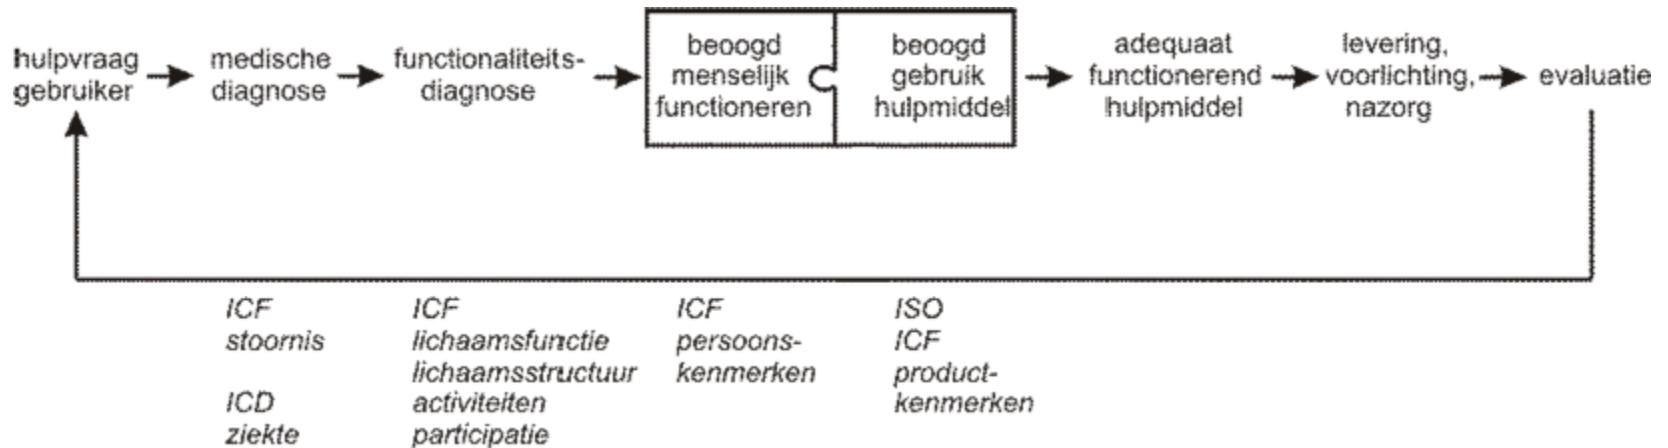 hulpvraag
gebruiker
medische
diagnose
functionaliteits-
diagnose
beoogd
menselijk
functioneren
beoogd
gebruik
hulpmiddel
adequaat
functionerend
hulpmiddel
levering,
voorlichting,
nazorg
evaluatie
ICF
stoornis
ICD
ziekte
ICF
lichaamsfunctie
lichaamsstructuur
activiteiten
participatie
ICF
persoons-
kenmerken
ISO
ICF
product-
kenmerken